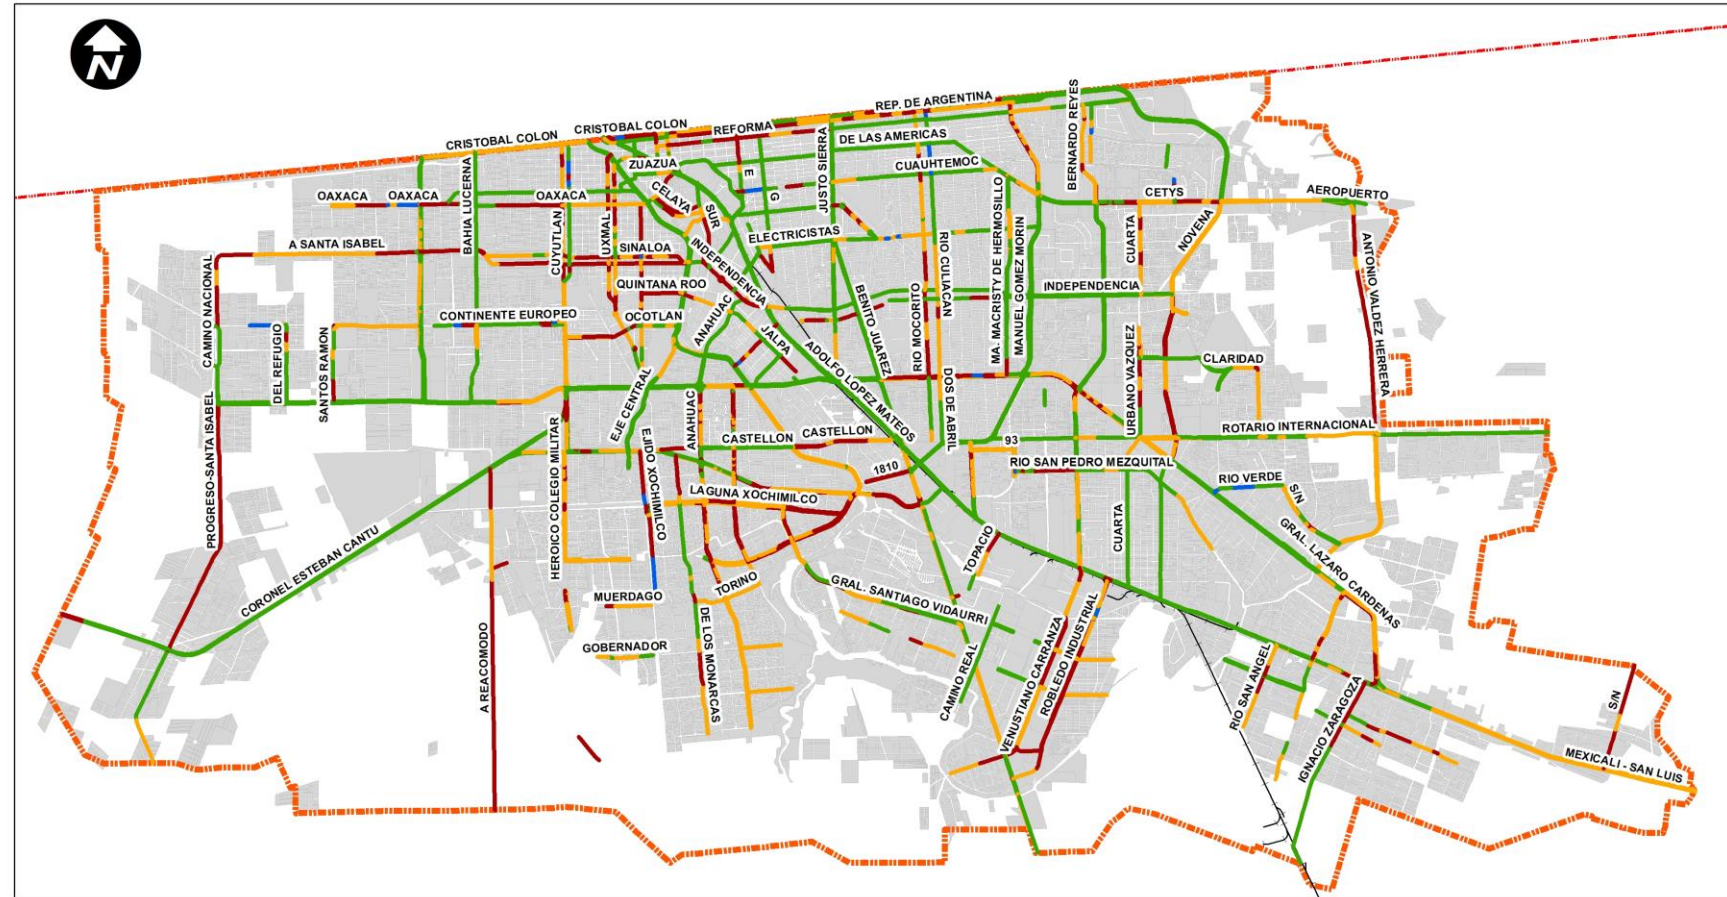 N
REP. DE ARGENTINA
BERNARDO REYES
CRISTOBAL COLON
CRISTOBAL COLON
REFORMA
DE LAS AMERICAS
JUSTO SIERRA
ZUAZUA
CUAUHTEMOC
E
G
CELAYA
SUR
BAHIA LUCERNA
OAXACA
OAXACA
OAXACA
CETYS
AEROPUERTO
CUYUTLAN
UXMAL
MA. MACRISTY DE HERMOSILLO
MANUEL GOMEZ MORIN
CUARTA
NOVENA
A SANTA ISABEL
SINALOA
ELECTRICISTAS
INDEPENDENCIA
RIO CULIACAN
ANTONIO VALDEZ HERRERA
CAMINO NACIONAL
QUINTANA ROO
INDEPENDENCIA
BENITO JUAREZ
RIO MOCORITO
CONTINENTE EUROPEO
OCOTLAN
ANAHUAC
JALPA
ADOLFO LOPEZ MATEOS
DEL REFUGIO
SANTOS RAMON
URBANO VAZQUEZ
CLARIDAD
EJE CENTRAL
DOS DE ABRIL
PROGRESO-SANTA ISABEL
HEROICO COLEGIO MILITAR
EJIDO XOCHIMILCO
ANAHUAC
CASTELLON
CASTELLON
93
ROTARIO INTERNACIONAL
1810
RIO SAN PEDRO MEZQUITAL
RIO VERDE
S/N
LAGUNA XOCHIMILCO
CORONEL ESTEBAN CANTU
TOPACIO
CUARTA
GRAL. LAZARO CARDENAS
MUERDAGO
TORINO
GRAL. SANTIAGO VIDAURRI
GOBERNADOR
A REACOMODO
DE LOS MONARCAS
CAMINO REAL
VENUSTIANO CARRANZA
ROBLEDO INDUSTRIAL
RIO SAN ANGEL
IGNACIO ZARAGOZA
S/N
MEXICALI - SAN LUIS